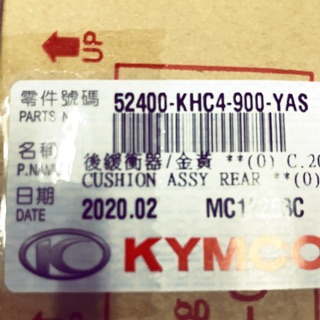 UP
零件號碼 52400-KHC4-900-YAS
PARTS
名稱 後緩衝器/金黃 **(0) C.20
P.NAME CUSHION ASSY REAR **(0)
日期
DATE 2020.02
KYMCO